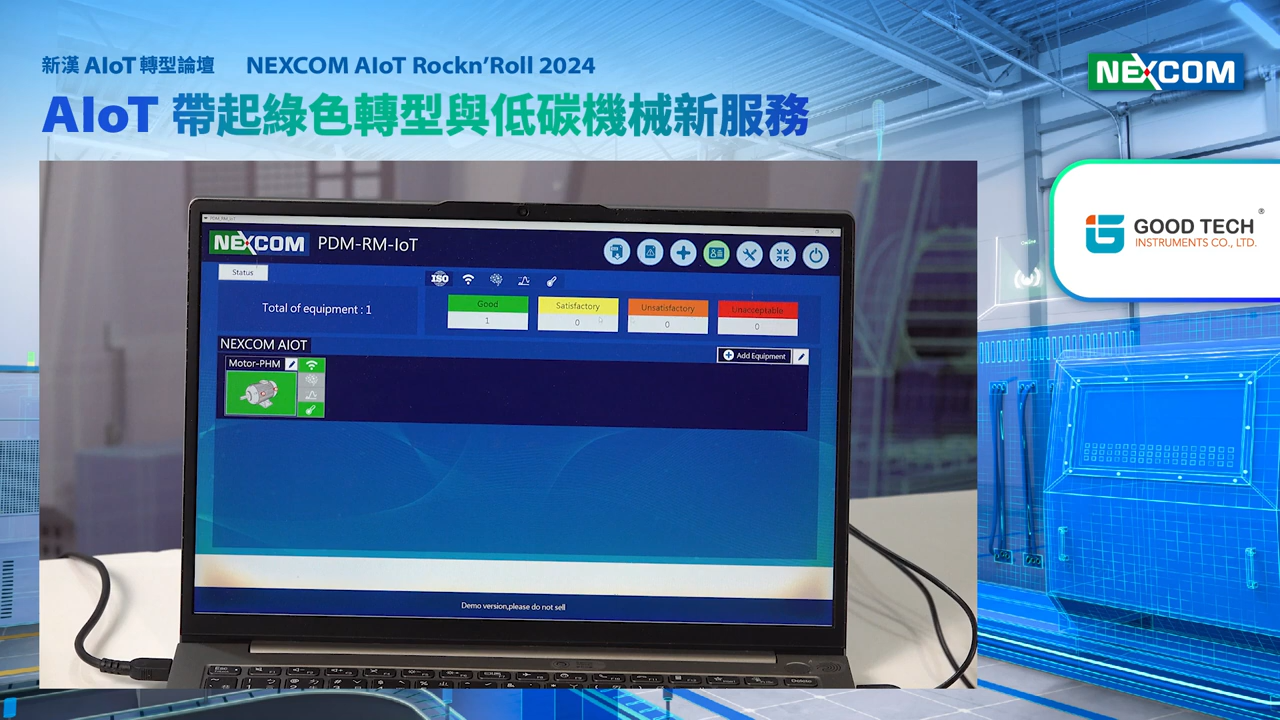 新漢 AIoT 轉型論壇 NEXCOM AIoT Rockn'Roll 2024
AIoT 帶起綠色轉型與低碳機械新服務
NEXCOM
GOOD TECH®
INSTRUMENTS CO., LTD.
NEXCOM PDM-RM-IoT
Status
ISO
Total of equipment : 1
Good
Satisfactory
Unsatisfactory
Unacceptable
1
0
0
0
NEXCOM AIOT
Add Equipment
Motor-PHM
Demo version,please do not sell